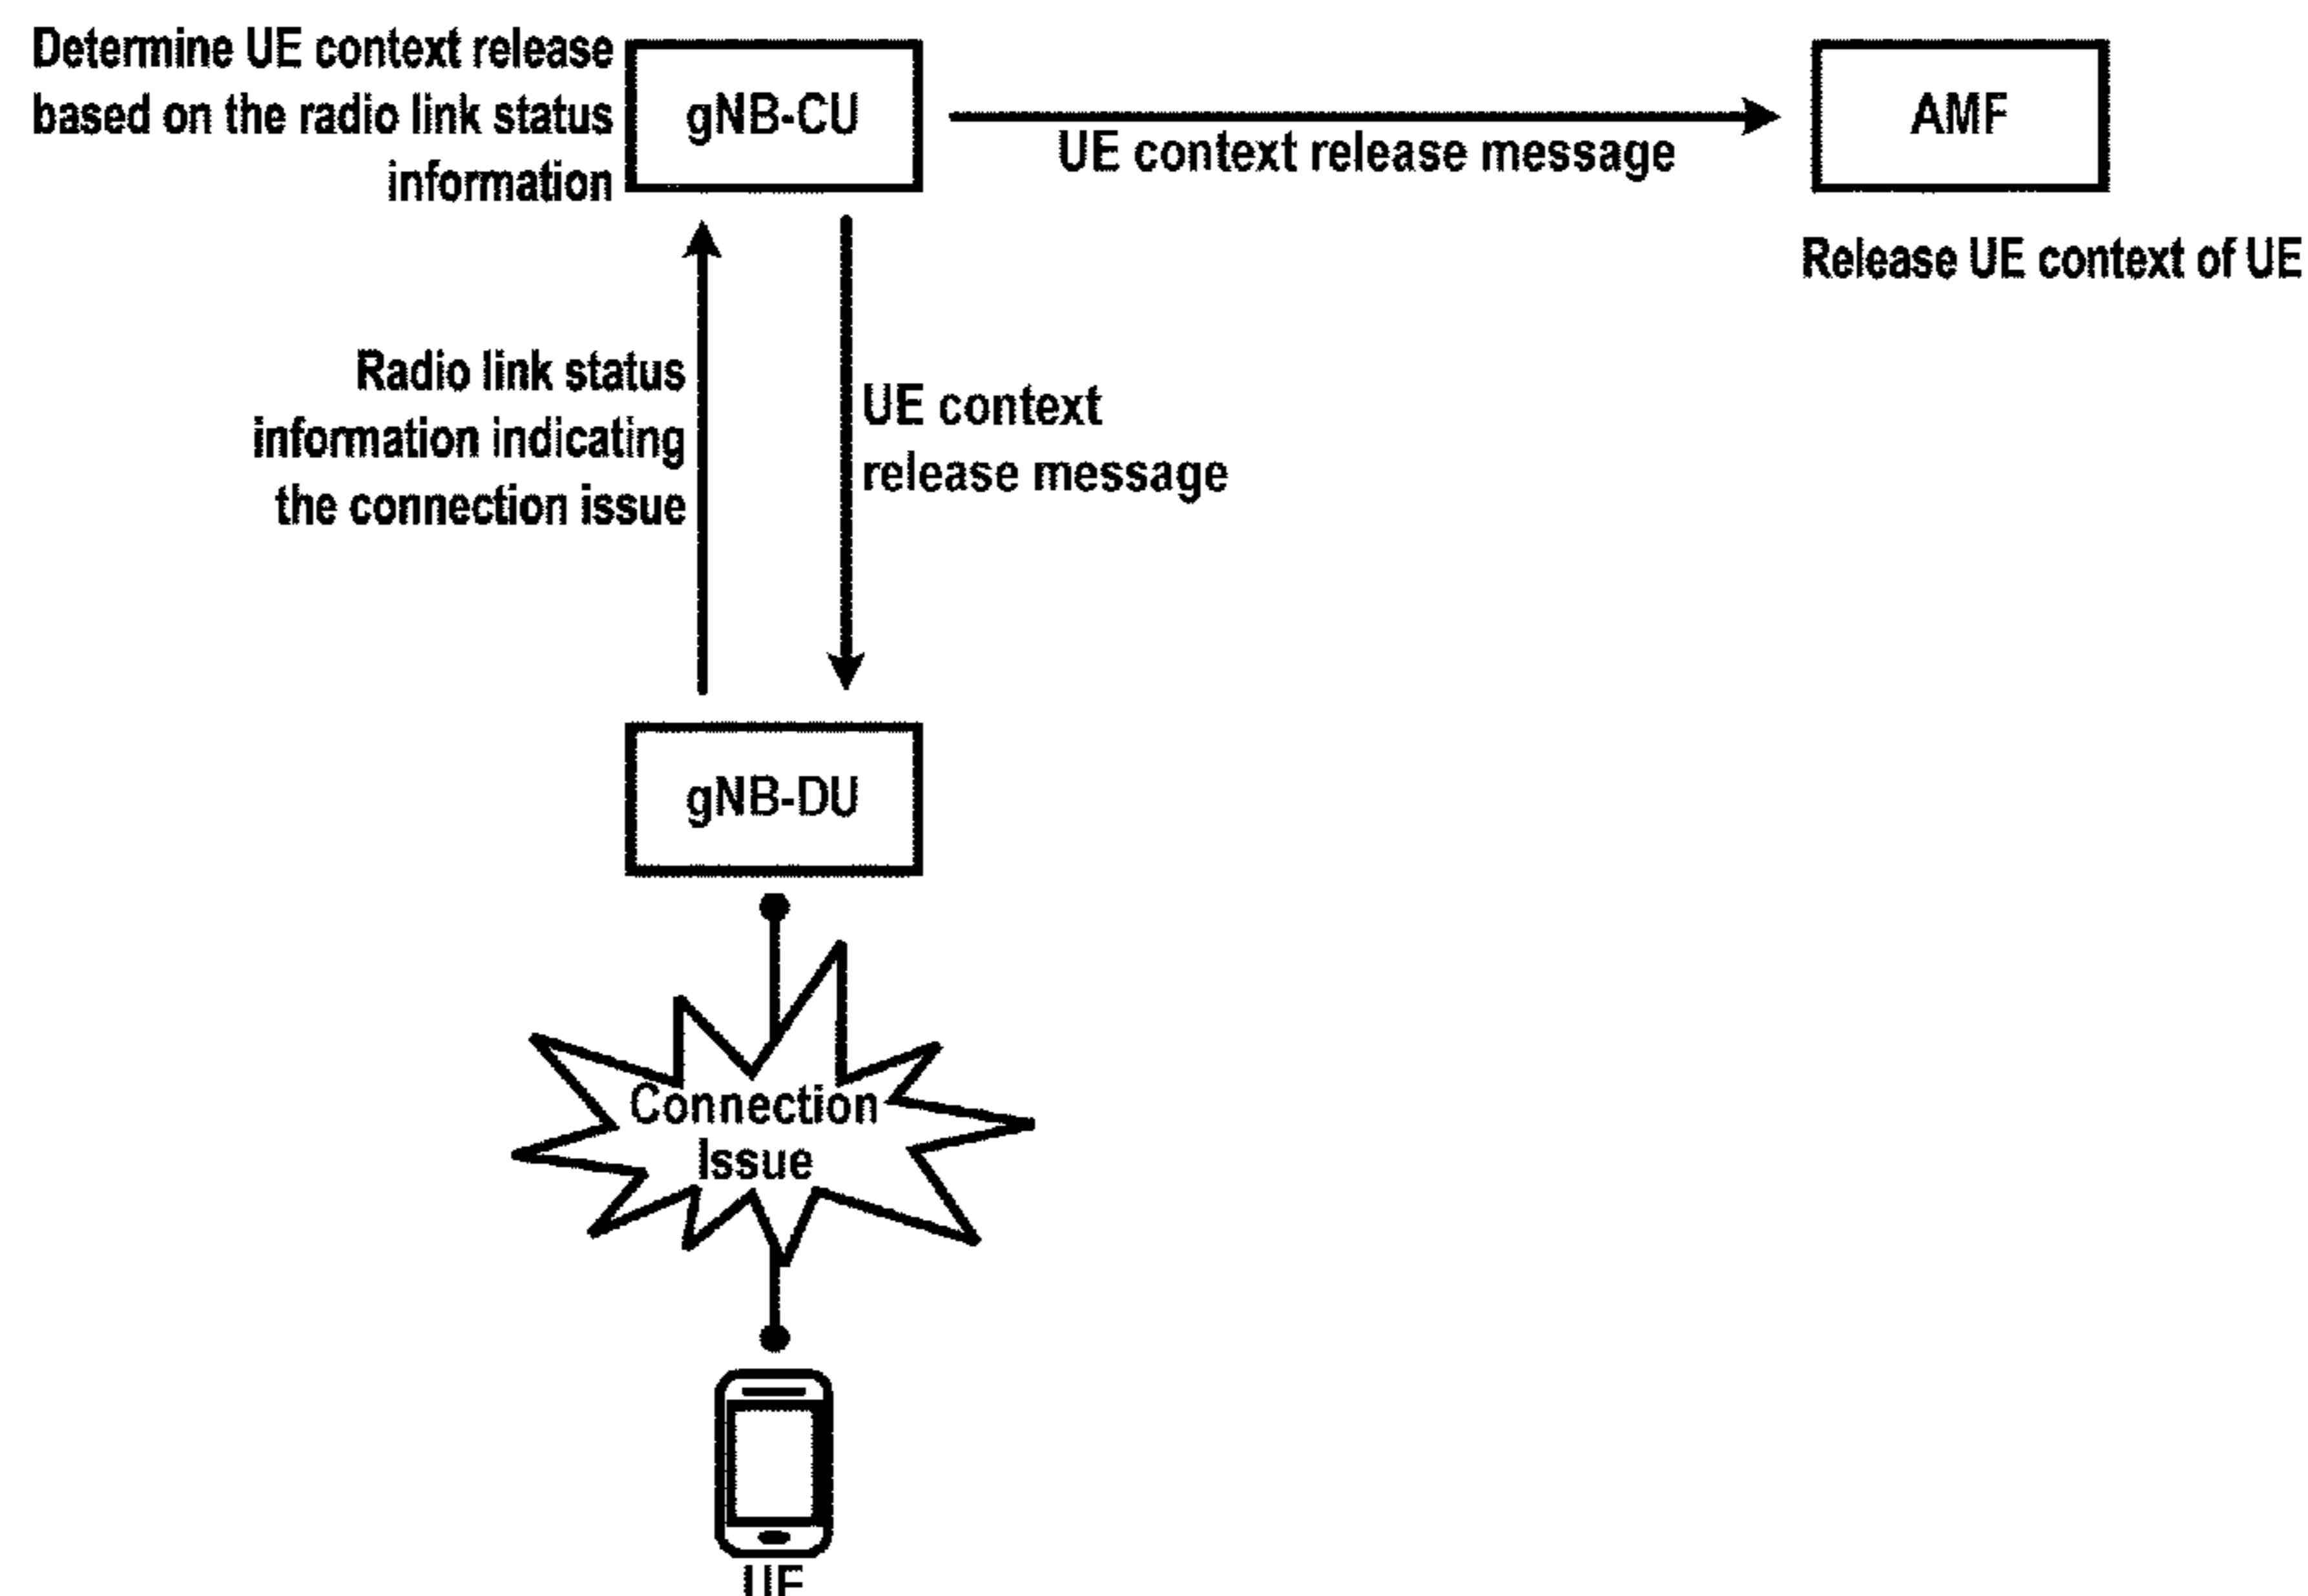 Determine UE context release
based on the radio link status
information
gNB-CU
UE context release message
AMF
Release UE context of UE
Radio link status
information indicating
the connection issue
UE context
release message
gNB-DU
Connection
Issue
UE